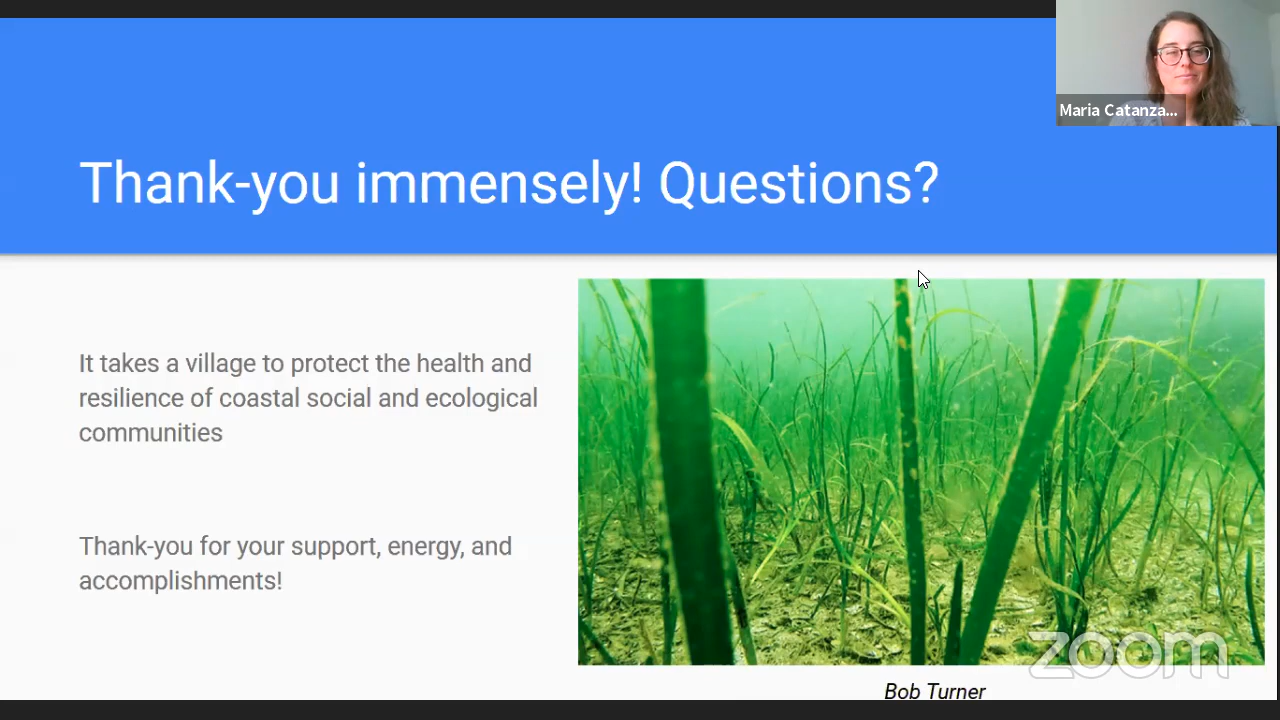 Maria Catanza...
Thank-you immensely! Questions?
It takes a village to protect the health and
resilience of coastal social and ecological
communities
Thank-you for your support, energy, and
accomplishments!
zoom
Bob Turner